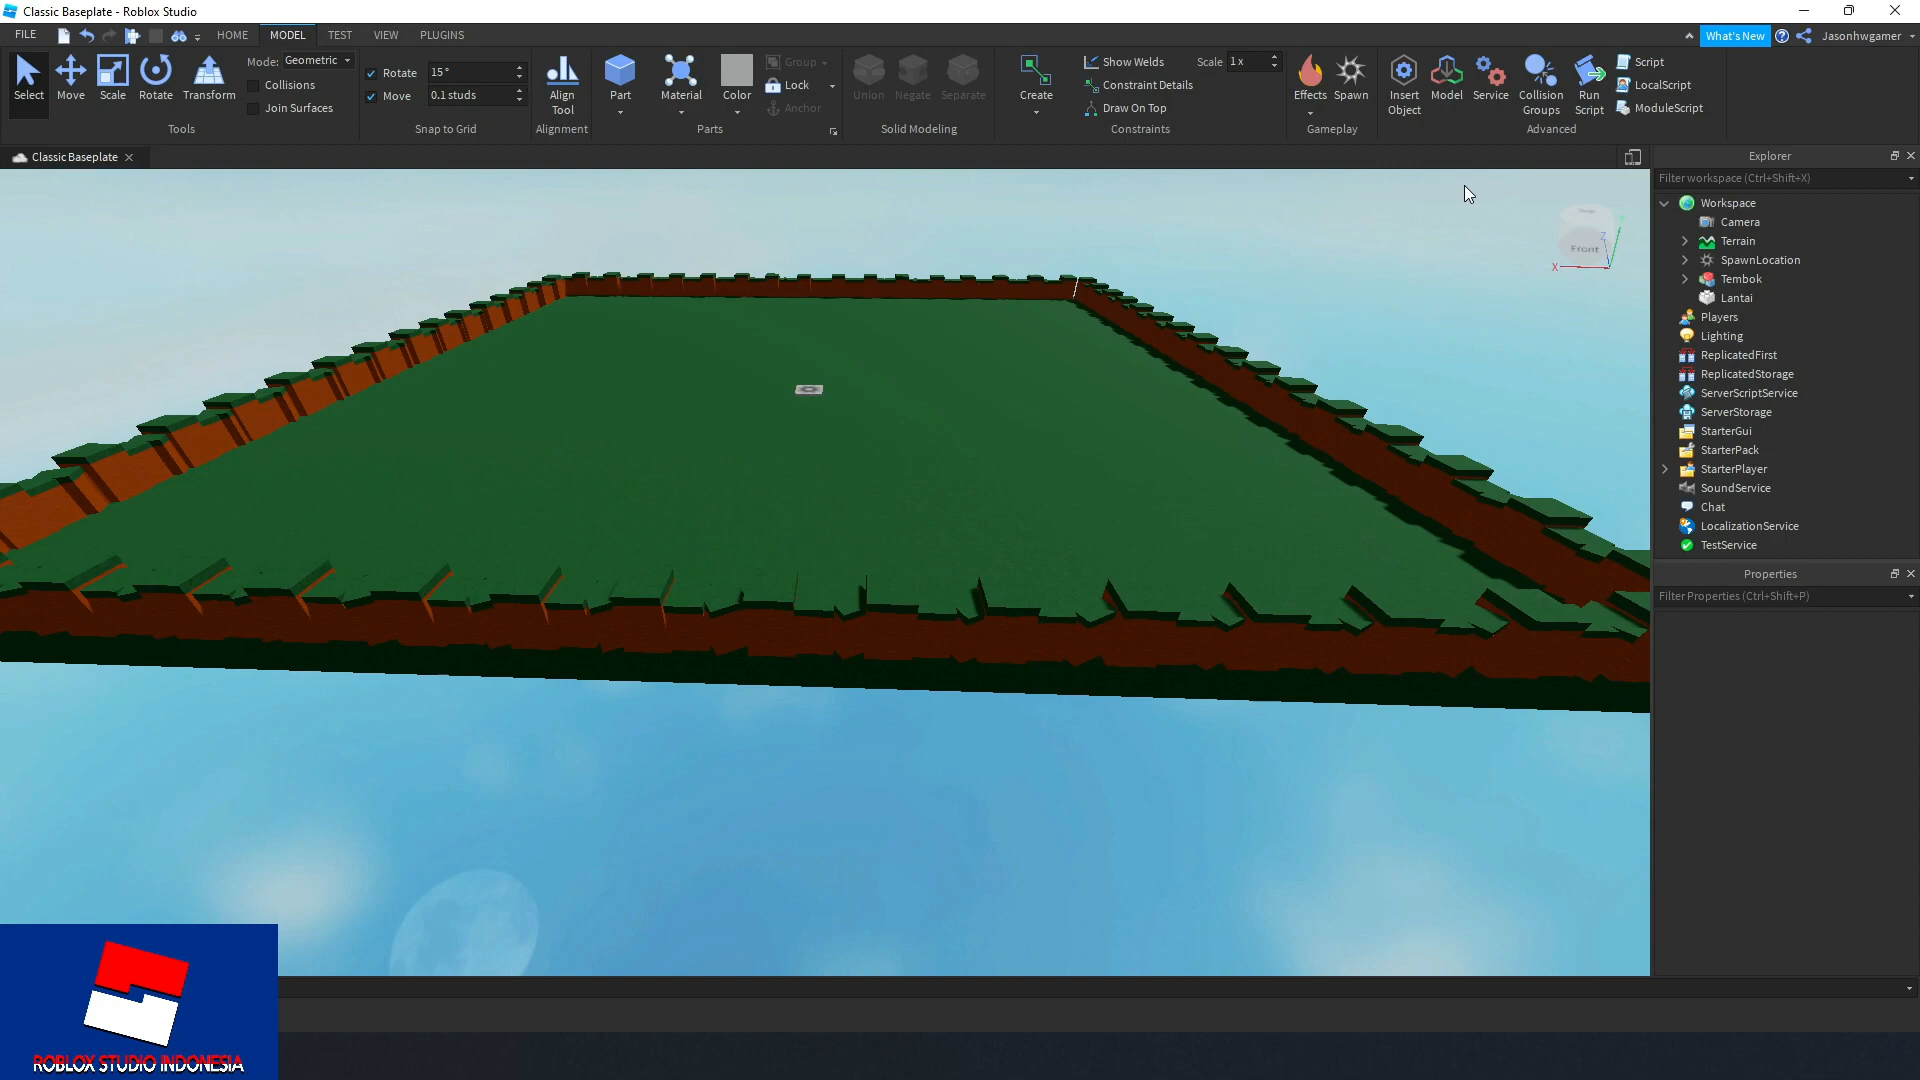 Classic Baseplate - Roblox Studio
FILE HOME MODEL TEST VIEW PLUGINS What's New Jasonhwgamer
Mode: Geometric
Collisions
Join Surfaces
Select Move Scale Rotate Transform
Tools
Rotate 15°
Move 0.1 studs
Snap to Grid
Align Tool
Alignment
Part Material Color
Group
Lock
Anchor
Parts
Union Negate Separate
Solid Modeling
Create
Show Welds Scale 1x
Constraint Details
Draw On Top
Constraints
Effects Spawn
Gameplay
Insert Object Model Service Collision Groups Run Script
Script
LocalScript
ModuleScript
Advanced
Classic Baseplate
Front
X
Z
Explorer
Filter workspace (Ctrl+Shift+X)
Workspace
Camera
Terrain
SpawnLocation
Tembok
Lantai
Players
Lighting
ReplicatedFirst
ReplicatedStorage
ServerScriptService
ServerStorage
StarterGui
StarterPack
StarterPlayer
SoundService
Chat
LocalizationService
TestService
Properties
Filter Properties (Ctrl+Shift+P)
ROBLOX STUDIO INDONESIA